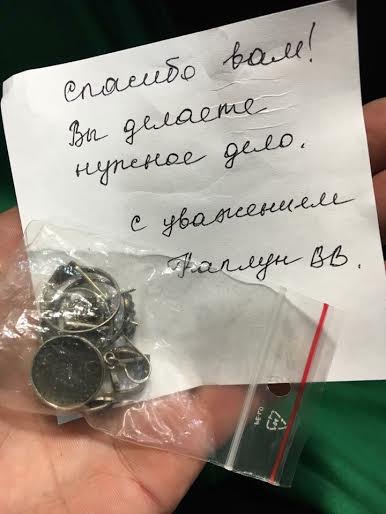 Спасибо вам!
Вы делаете
нужное дело.
С уважением
Каплун ВВ.